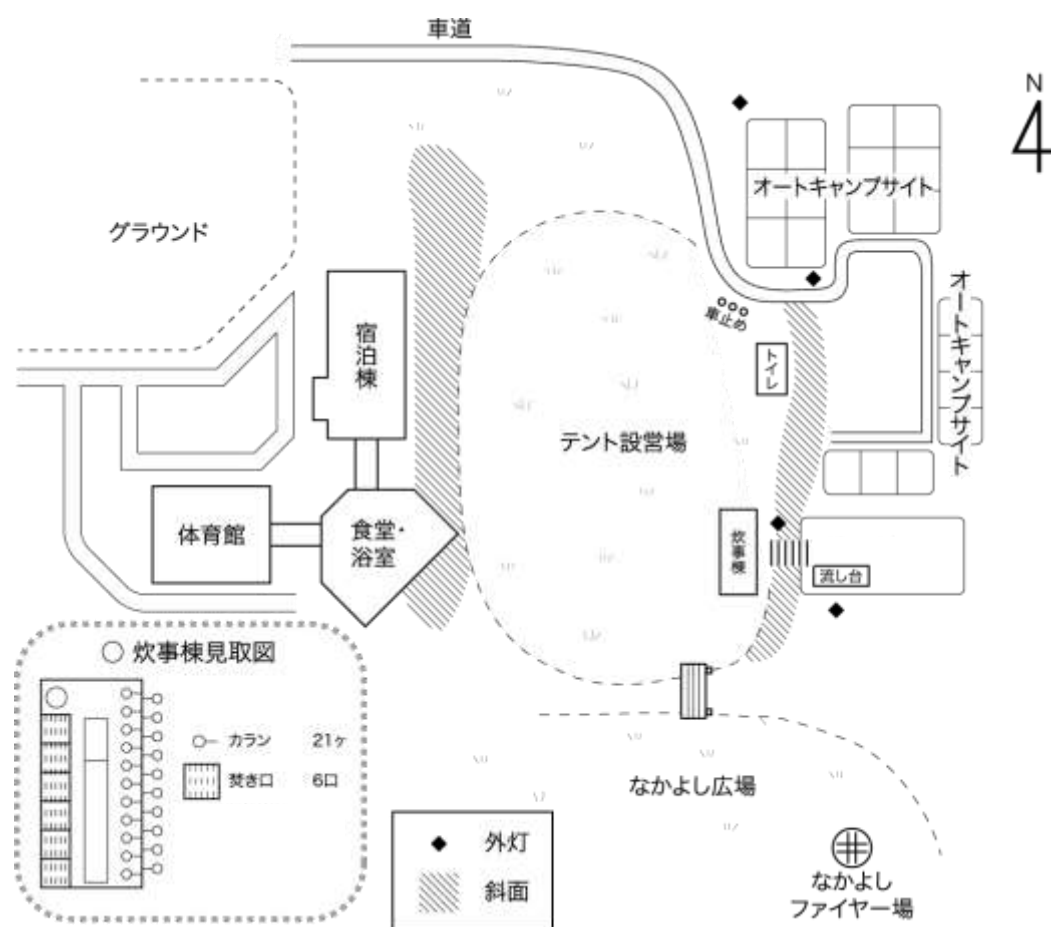 車道
N
オートキャンプサイト
グラウンド
オートキャンプサイト
車止め
宿泊棟
トイレ
テント設営場
体育館
食堂・
浴室
炊事棟
流し台
○ 炊事棟見取図
カラン 21ヶ
焚き口 6口
なかよし広場
外灯
斜面
なかよし
ファイヤー場